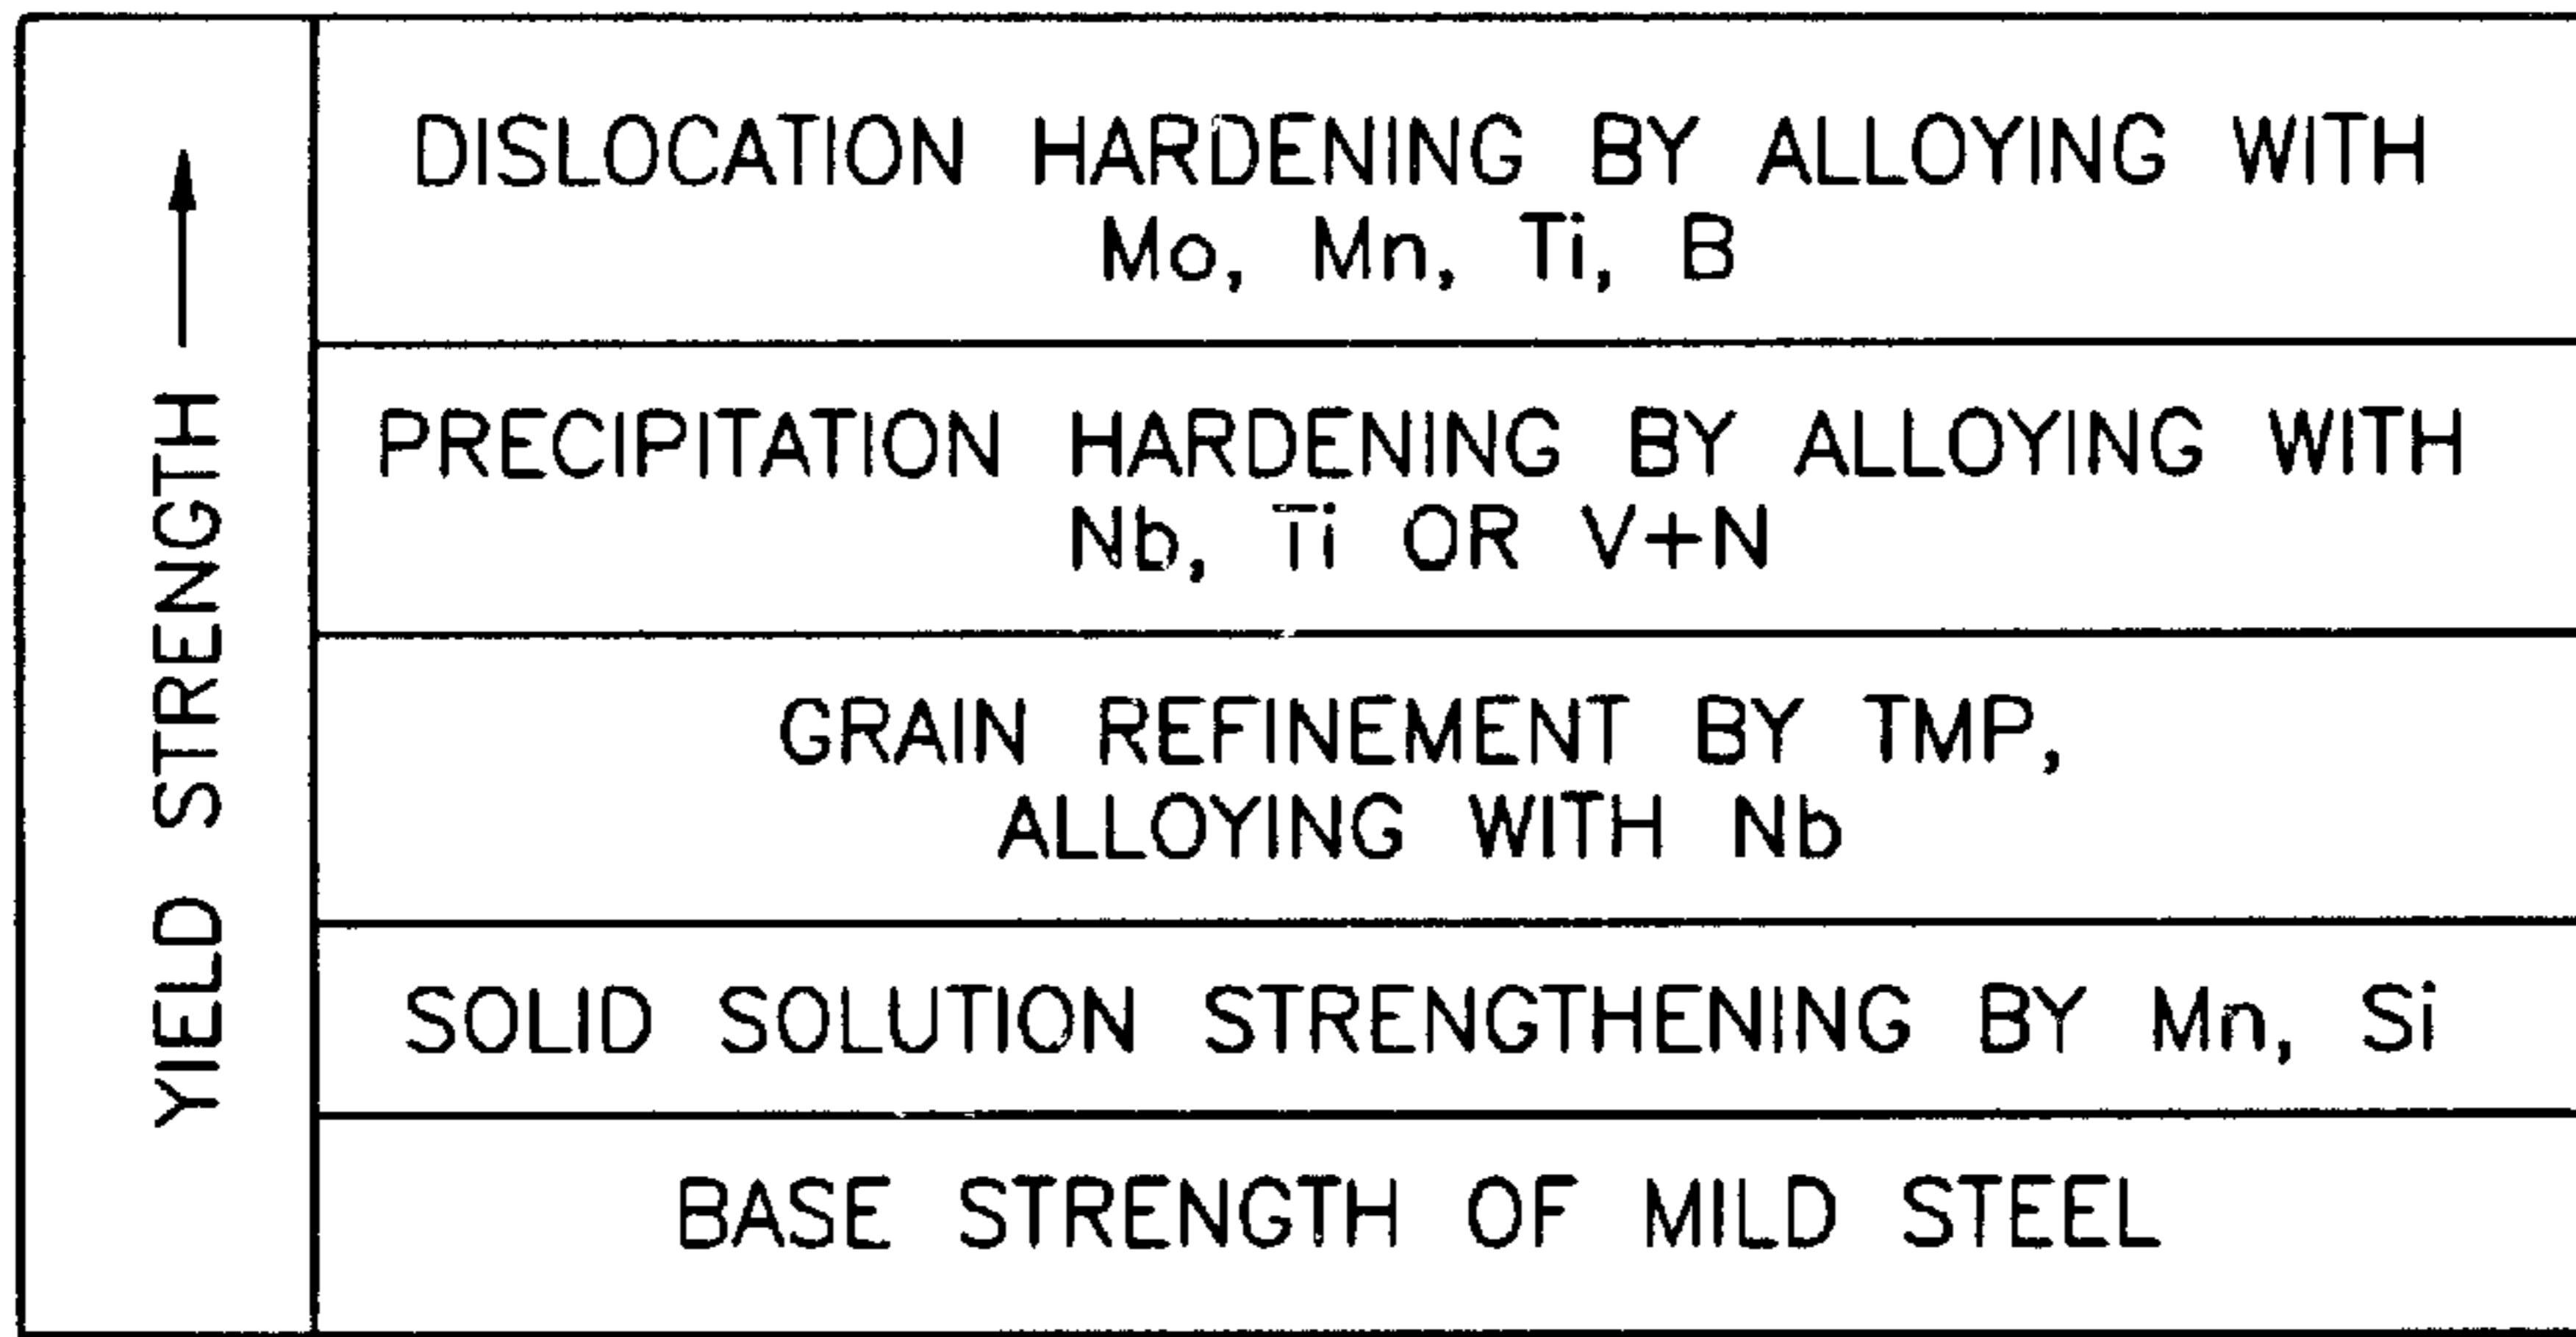 YIELD STRENGTH
DISLOCATION HARDENING BY ALLOYING WITH
Mo, Mn, Ti, B
PRECIPITATION HARDENING BY ALLOYING WITH
Nb, Ti OR V+N
GRAIN REFINEMENT BY TMP,
ALLOYING WITH Nb
SOLID SOLUTION STRENGTHENING BY Mn, Si
BASE STRENGTH OF MILD STEEL